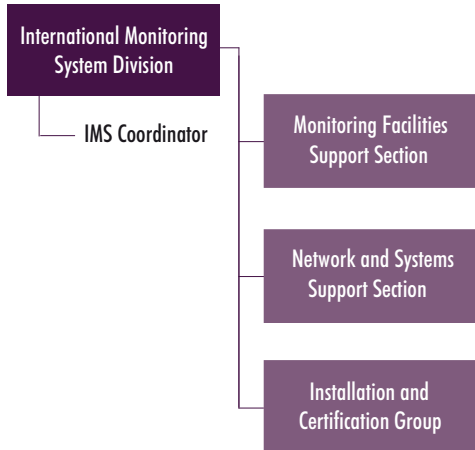 International Monitoring
System Division
IMS Coordinator
Monitoring Facilities
Support Section
Network and Systems
Support Section
Installation and
Certification Group